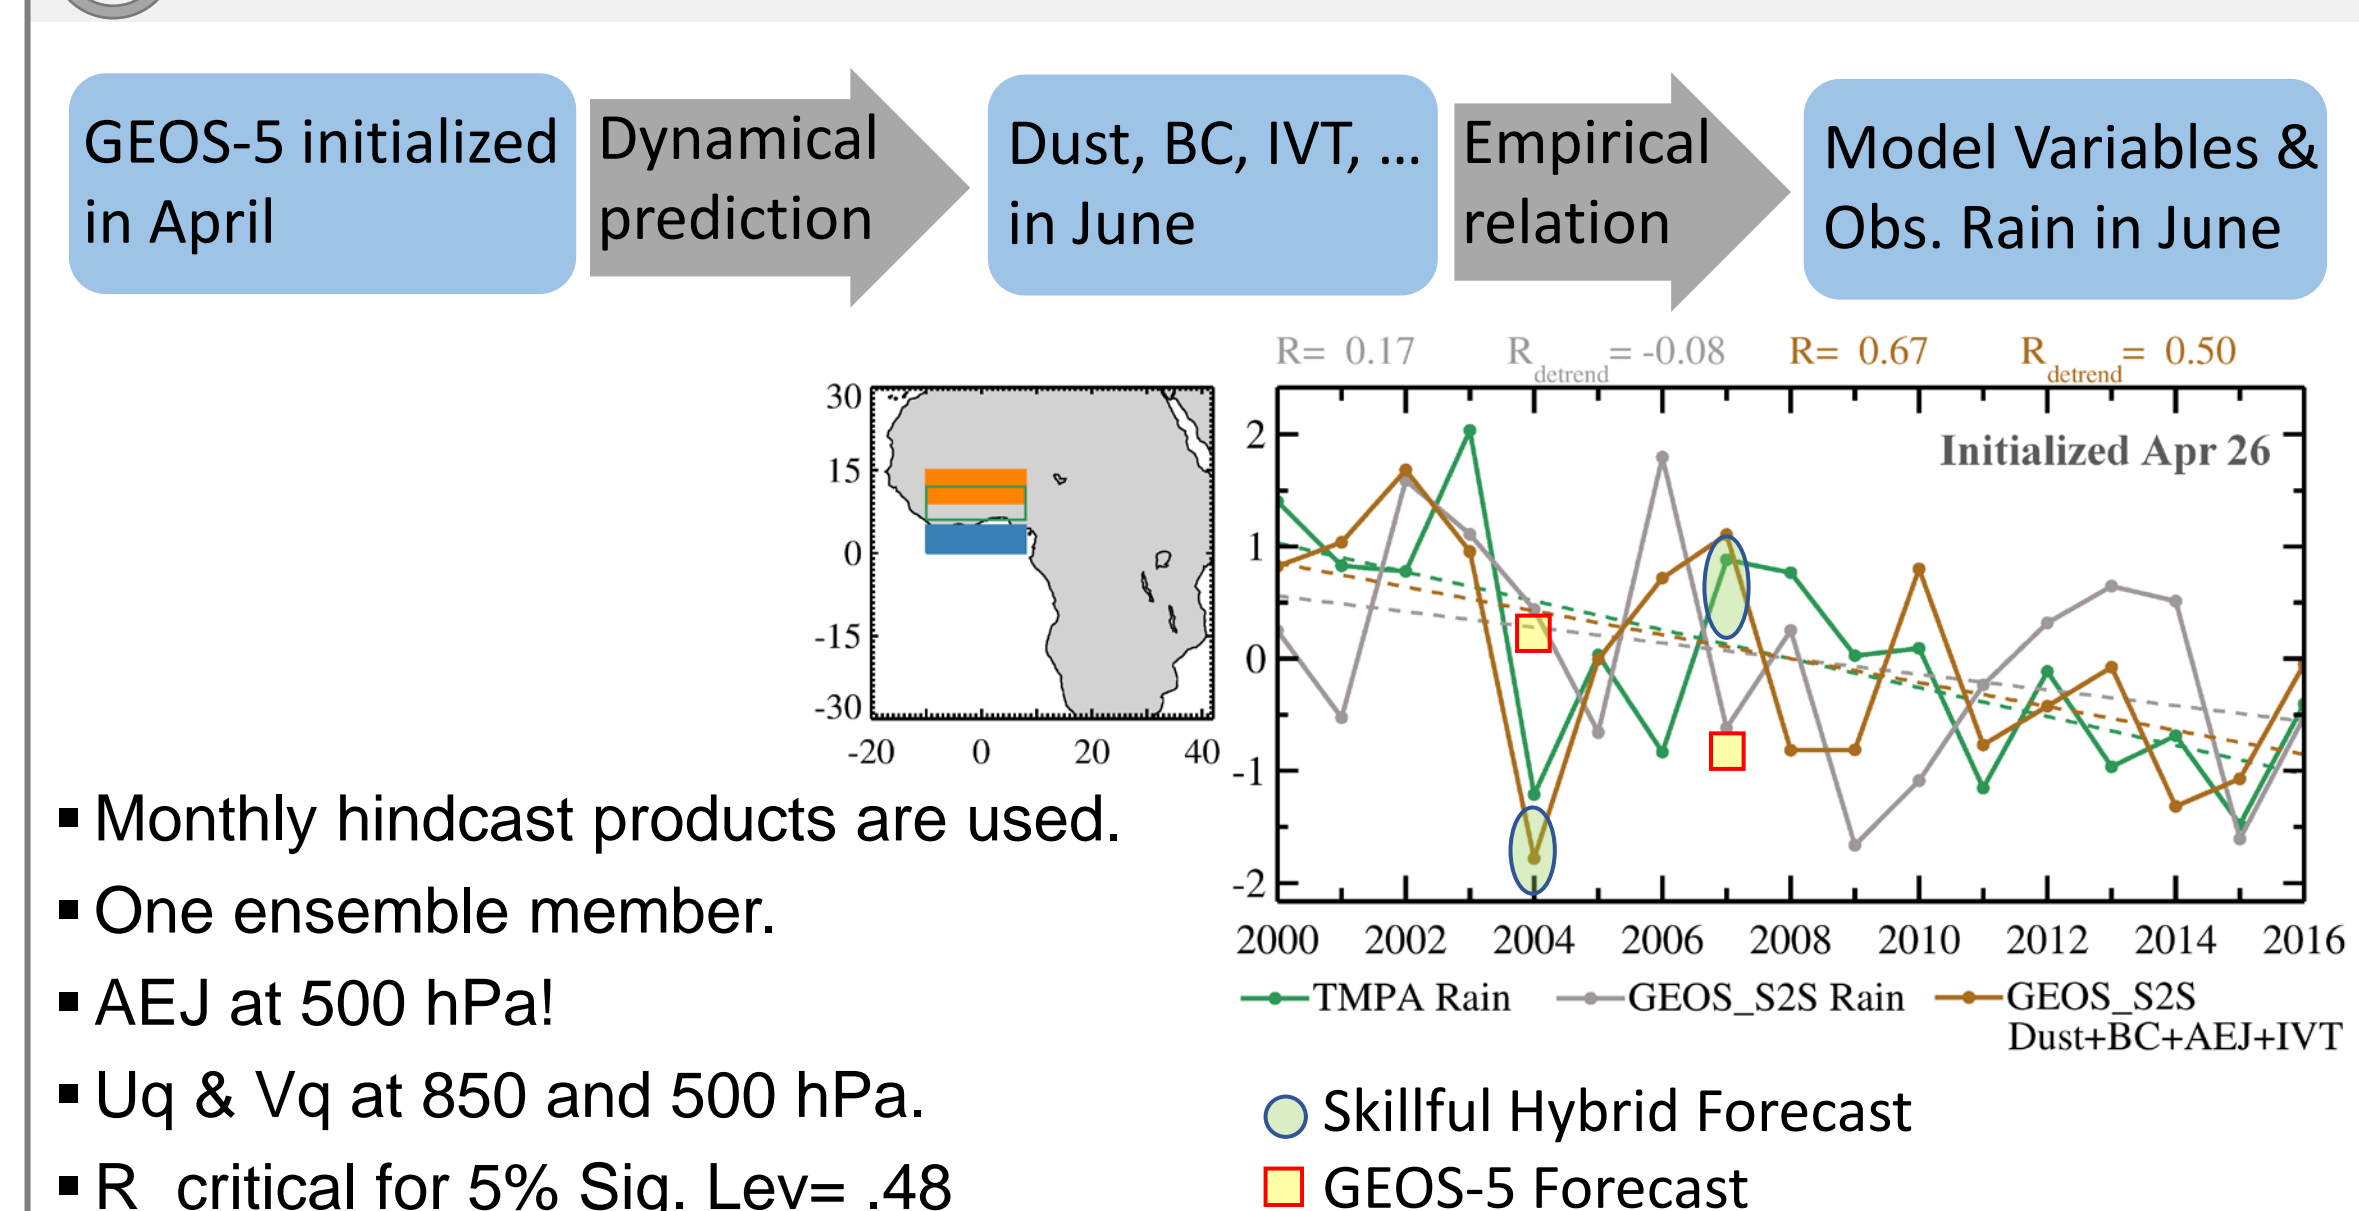 GEOS-5 initialized
in April
Dynamical
prediction
Dust, BC, IVT, ...
in June
Empirical
relation
Model Variables &
Obs. Rain in June
R= 0.17 R detrend = -0.08 R= 0.67 R detrend = 0.50
30
15
0
-15
-30
-20 0 20 40
Initialized Apr 26
2
1
0
-1
-2
2000 2002 2004 2006 2008 2010 2012 2014 2016
TMPA Rain GEOS_S2S Rain GEOS_S2S
Dust+BC+AEJ+IVT
▪ Monthly hindcast products are used.
▪ One ensemble member.
▪ AEJ at 500 hPa!
▪ Uq & Vq at 850 and 500 hPa.
▪ R critical for 5% Sig. Lev= .48
Skillful Hybrid Forecast
GEOS-5 Forecast